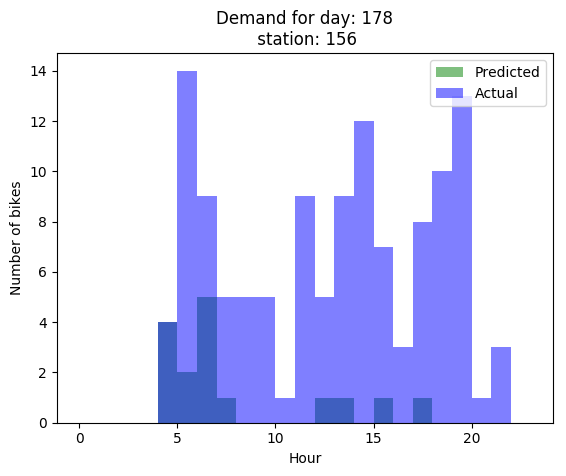 Demand for day: 178
station: 156
Predicted
Actual
Number of bikes
14
12
10
8
6
4
2
0
0 5 10 15 20
Hour